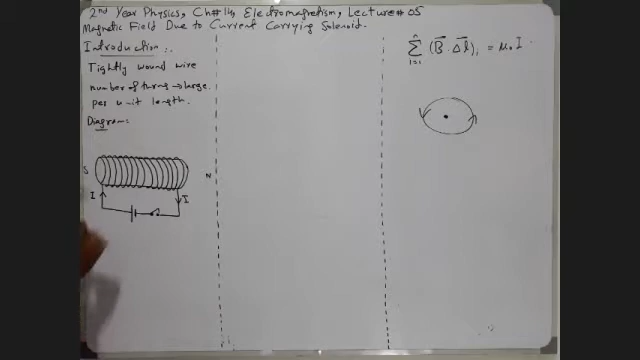 2nd Year Physics, Ch#14, Electromagnetism, Lecture# 05
Magnetic Field Due to Current Carrying Solenoid.
Introduction:.
Tightly wound wire
number of turns → large.
per unit length.
Diagram:
S
N
I
I
n
∑ (B⃗ . Δl⃗)ᵢ = μ₀ I
i=1